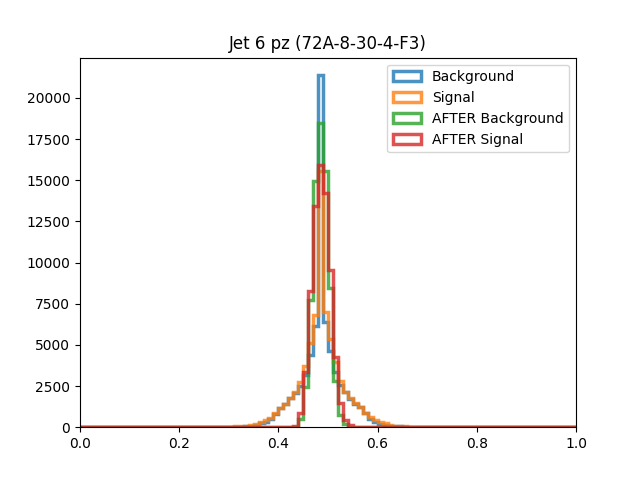 Jet 6 pz (72A-8-30-4-F3)
Background
Signal
AFTER Background
AFTER Signal
20000
17500
15000
12500
10000
7500
5000
2500
0
0.0 0.2 0.4 0.6 0.8 1.0